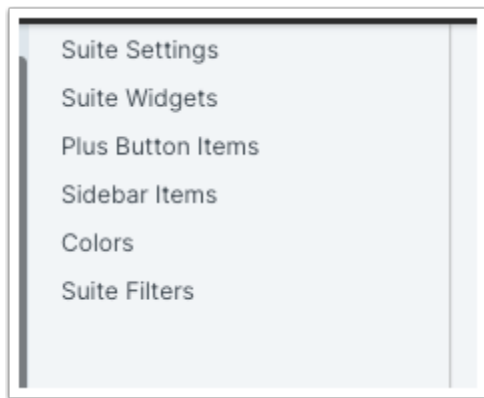 Suite Settings
Suite Widgets
Plus Button Items
Sidebar Items
Colors
Suite Filters